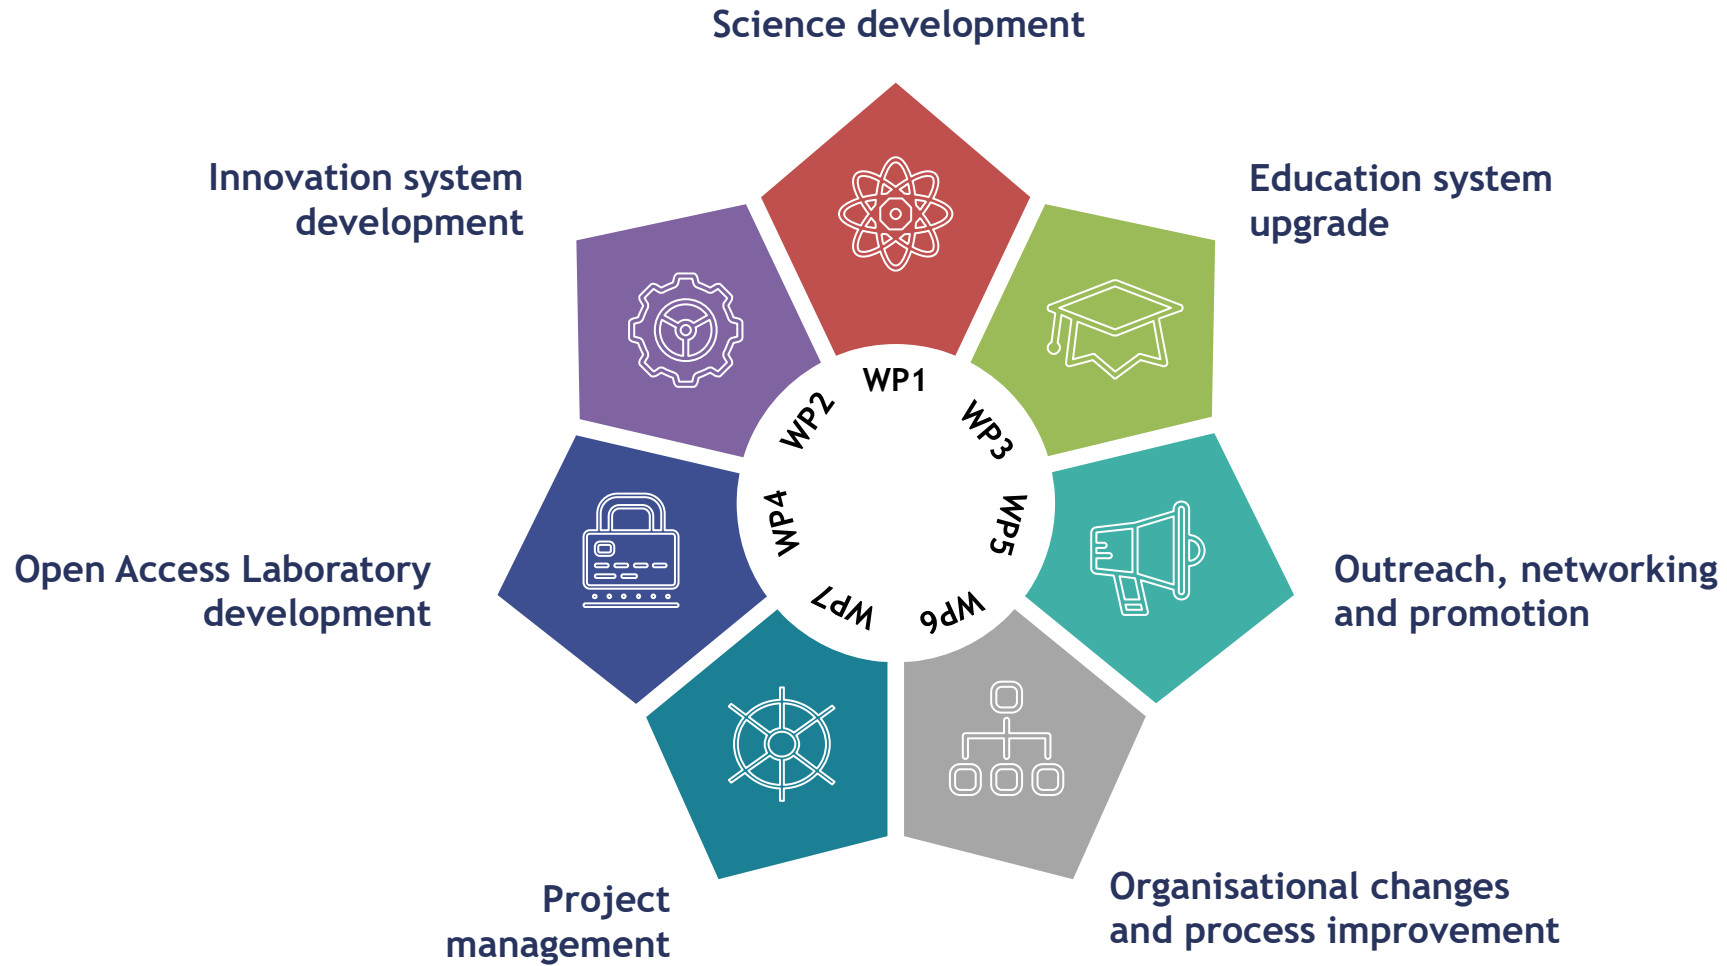 Science development
Innovation system
development
Education system
upgrade
WP1
WP2
WP3
WP4
WP5
WP7
WP6
Open Access Laboratory
development
Outreach, networking
and promotion
Project
management
Organisational changes
and process improvement